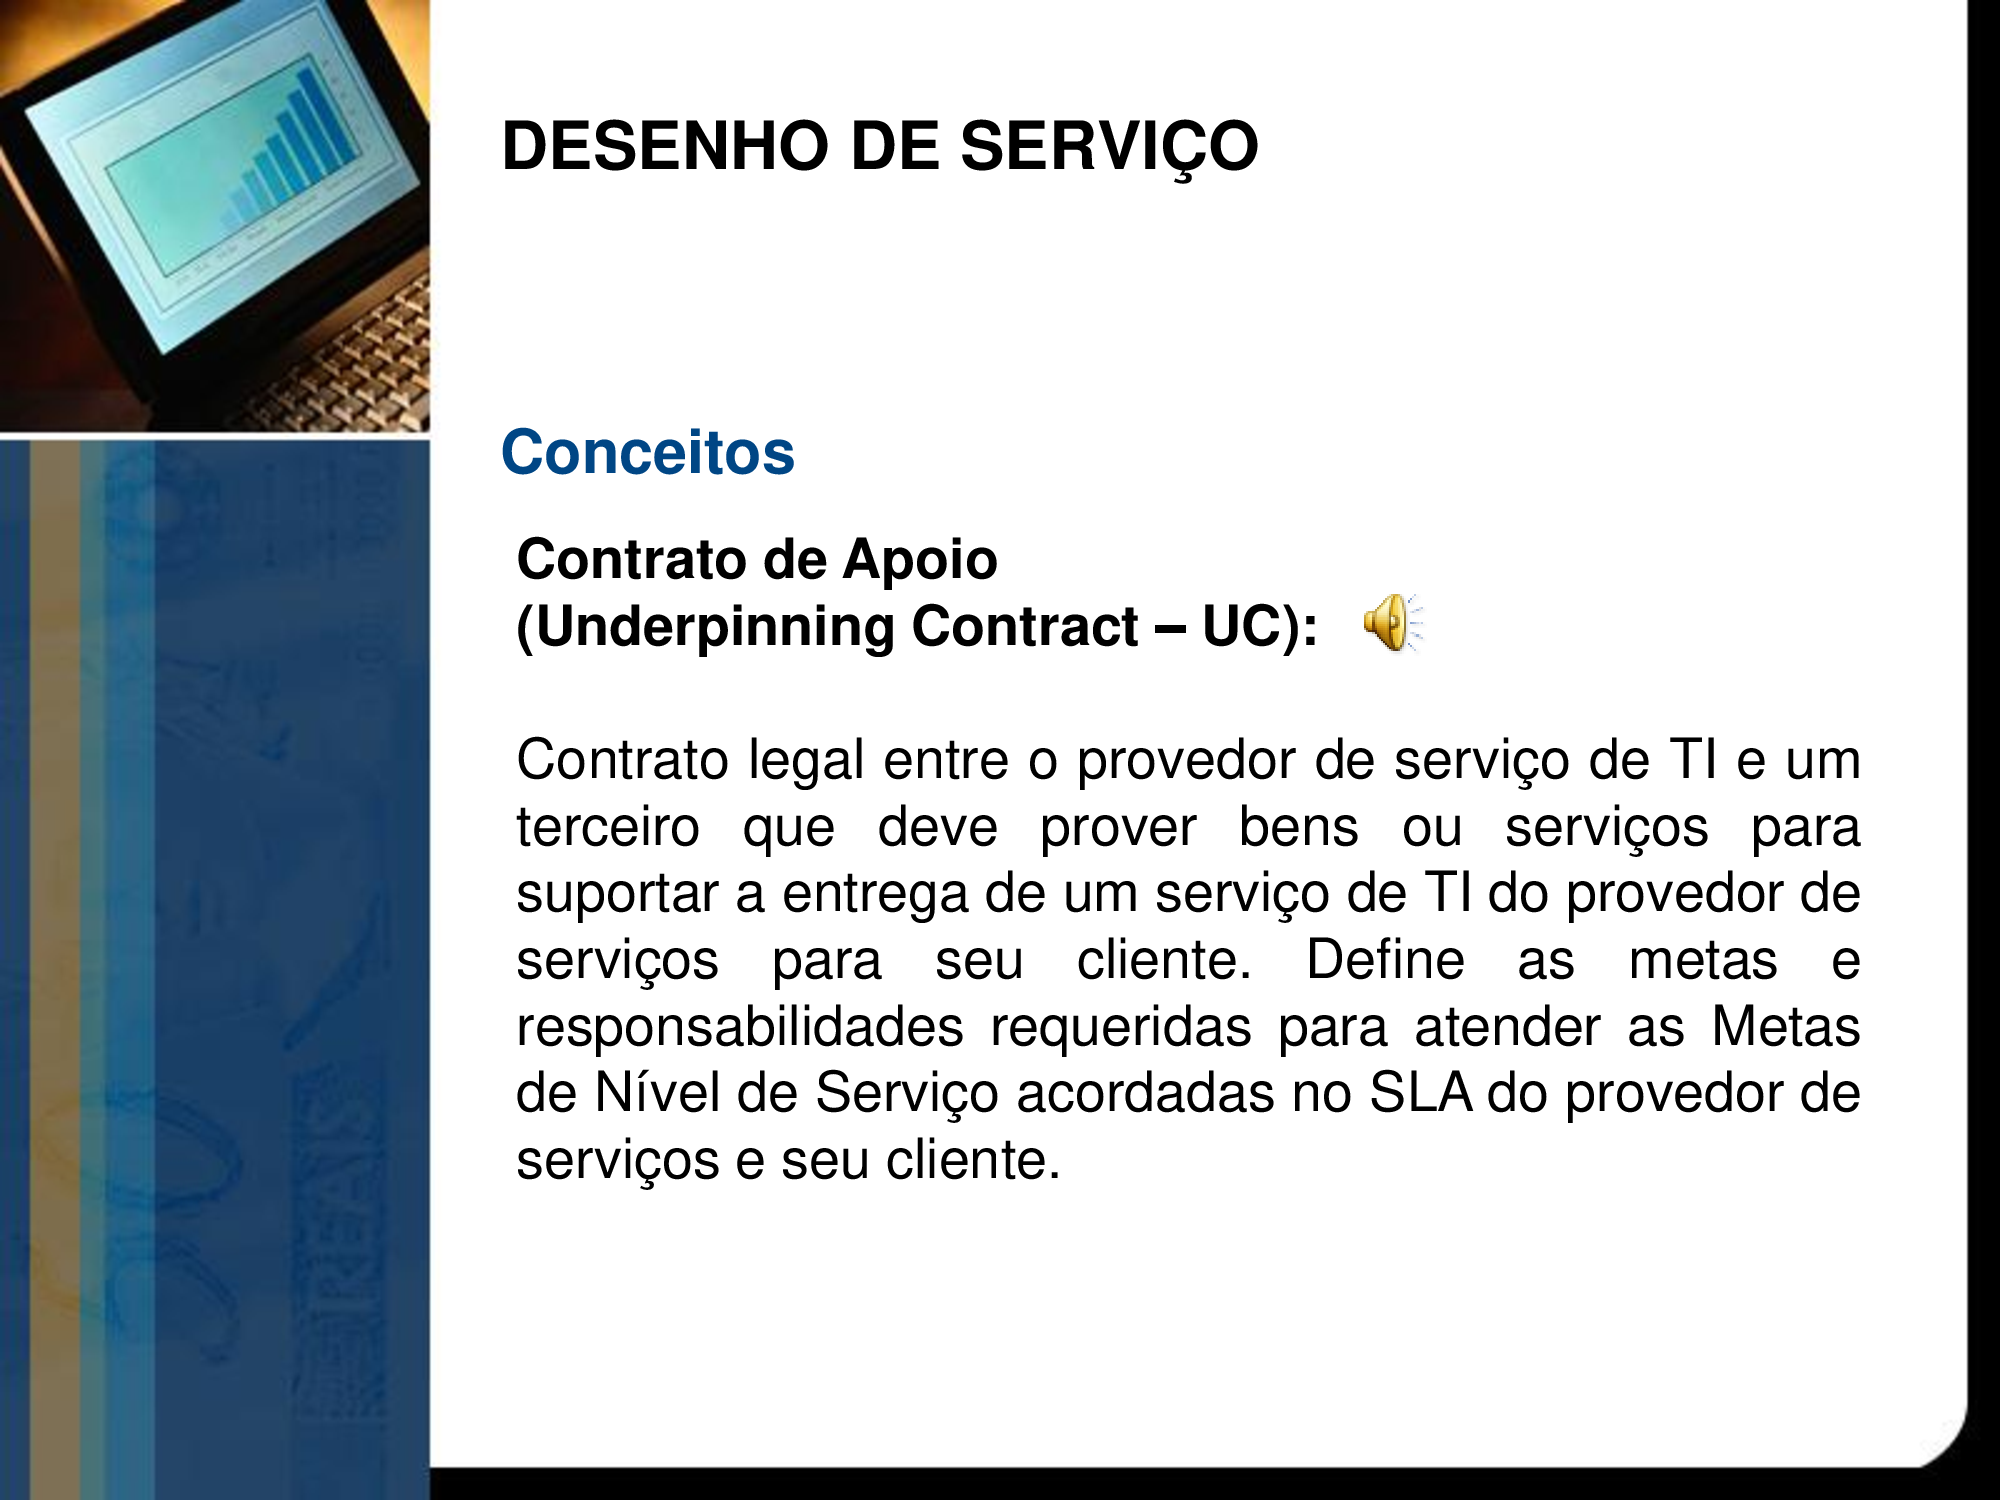 DESENHO DE SERVIÇO
Conceitos
Contrato de Apoio
(Underpinning Contract – UC):
Contrato legal entre o provedor de serviço de TI e um
terceiro que deve prover bens ou serviços para
suportar a entrega de um serviço de TI do provedor de
serviços para seu cliente. Define as metas e
responsabilidades requeridas para atender as Metas
de Nível de Serviço acordadas no SLA do provedor de
serviços e seu cliente.
REAIS